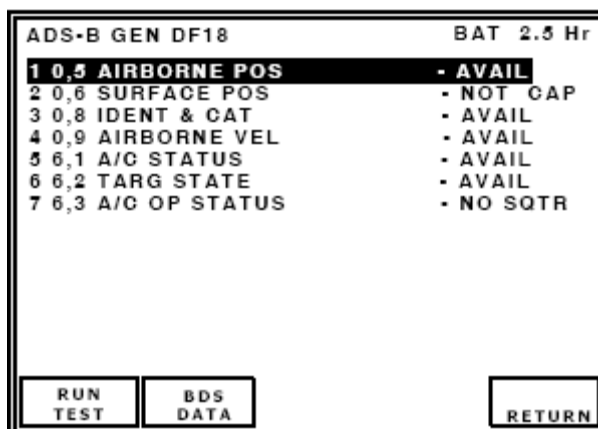 ADS-B GEN DF18 BAT 2.5 Hr
1 0,5 AIRBORNE POS - AVAIL
2 0,6 SURFACE POS - NOT CAP
3 0,8 IDENT & CAT - AVAIL
4 0,9 AIRBORNE VEL - AVAIL
5 6,1 A/C STATUS - AVAIL
6 6,2 TARG STATE - AVAIL
7 6,3 A/C OP STATUS - NO SQTR
RUN TEST
BDS DATA
RETURN